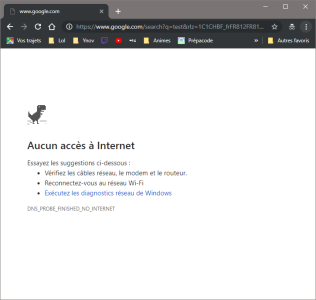 www.google.com
https://www.google.com/search?q=test&rlz=1C1CHBF_frFR812FR81...
Vos trajets Lol Ynov Animes Prépacode » Autres favoris
Aucun accès à Internet
Essayez les suggestions ci-dessous :
• Vérifiez les câbles réseau, le modem et le routeur.
• Reconnectez-vous au réseau Wi-Fi
• Exécutez les diagnostics réseau de Windows
DNS_PROBE_FINISHED_NO_INTERNET